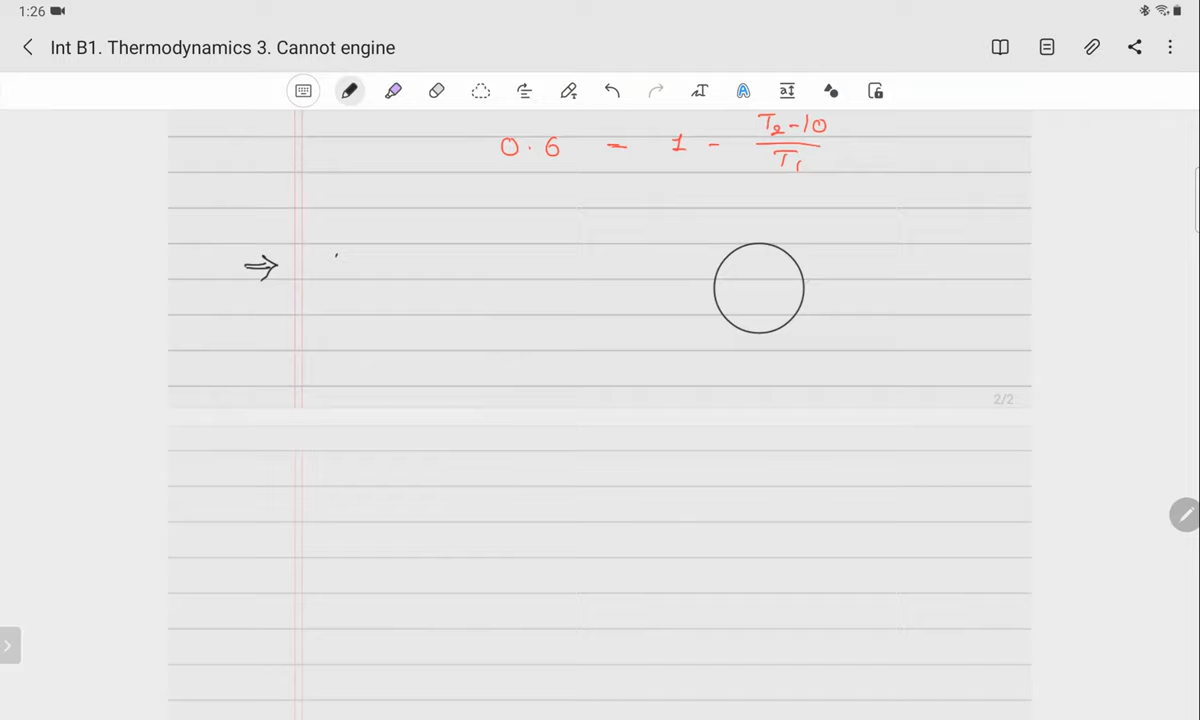 1:26
Int B1. Thermodynamics 3. Cannot engine
0.6 = 1 - (T₂-10)/T₁
⇒
2/2